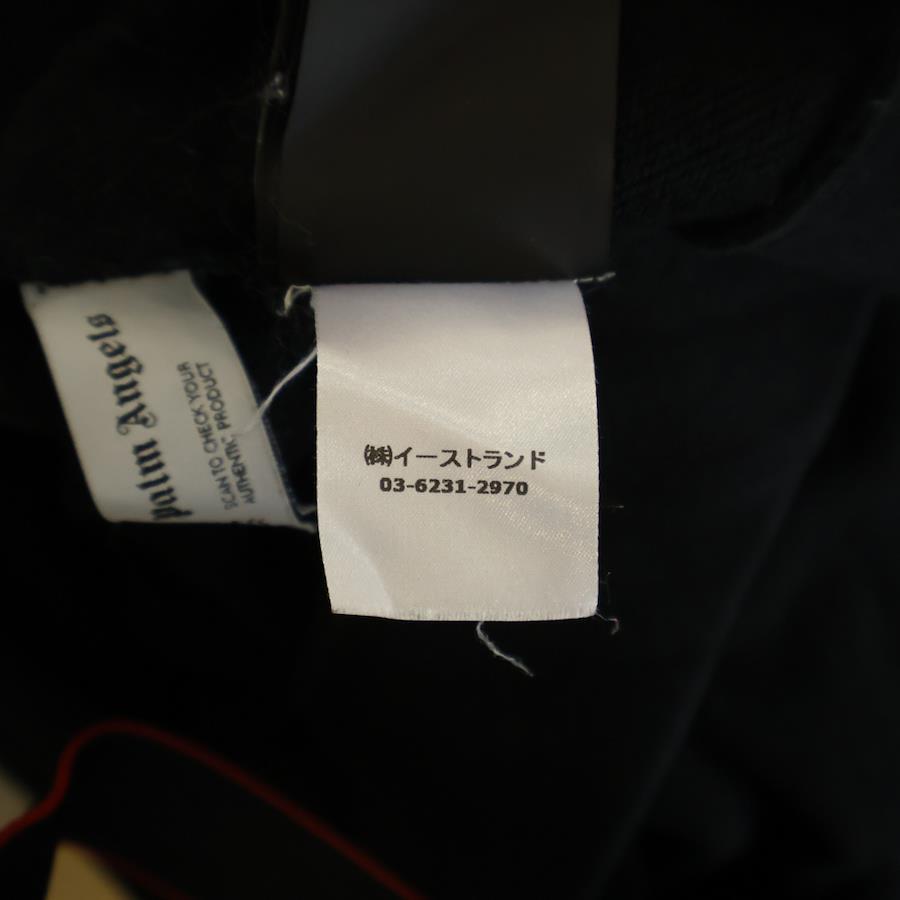 Palm Angels
SCAN TO CHECK YOUR
AUTHENTIC PRODUCT
㈱イーストランド
03-6231-2970